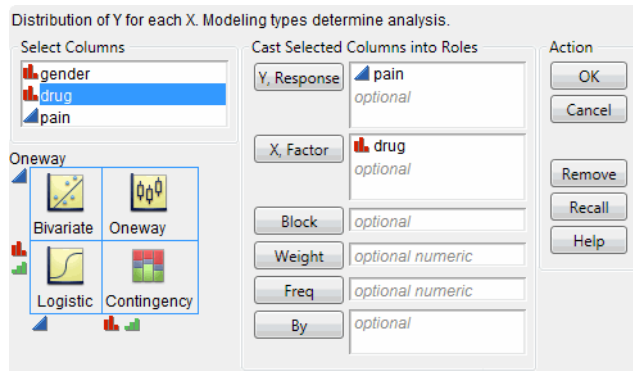 Distribution of Y for each X. Modeling types determine analysis.
Select Columns
gender
drug
pain
Oneway
Bivariate Oneway
Logistic Contingency
Cast Selected Columns into Roles
Y, Response
pain
optional
X, Factor
drug
optional
Block
optional
Weight
optional numeric
Freq
optional numeric
By
optional
Action
OK
Cancel
Remove
Recall
Help